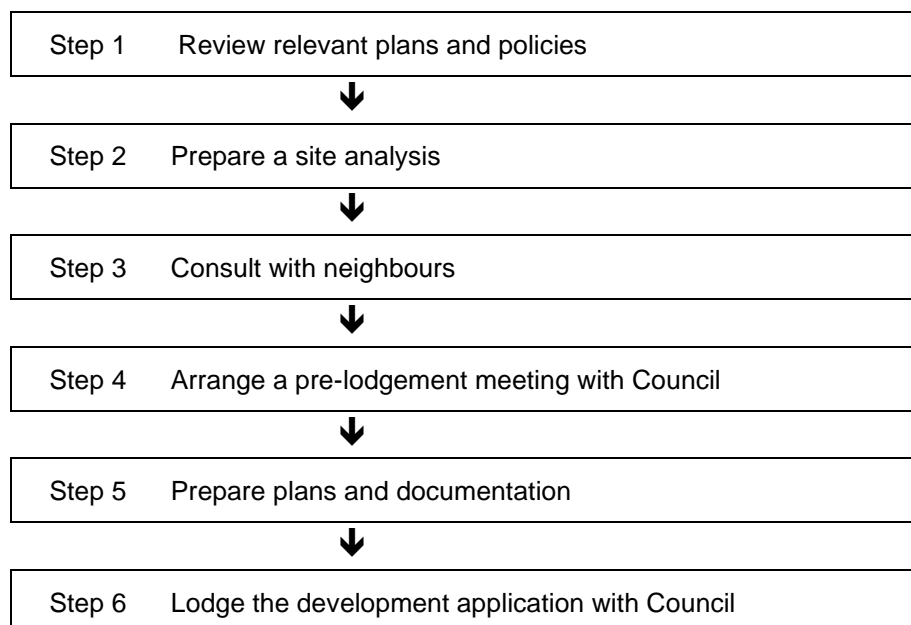 Step 1 Review relevant plans and policies
Step 2 Prepare a site analysis
Step 3 Consult with neighbours
Step 4 Arrange a pre-lodgement meeting with Council
Step 5 Prepare plans and documentation
Step 6 Lodge the development application with Council